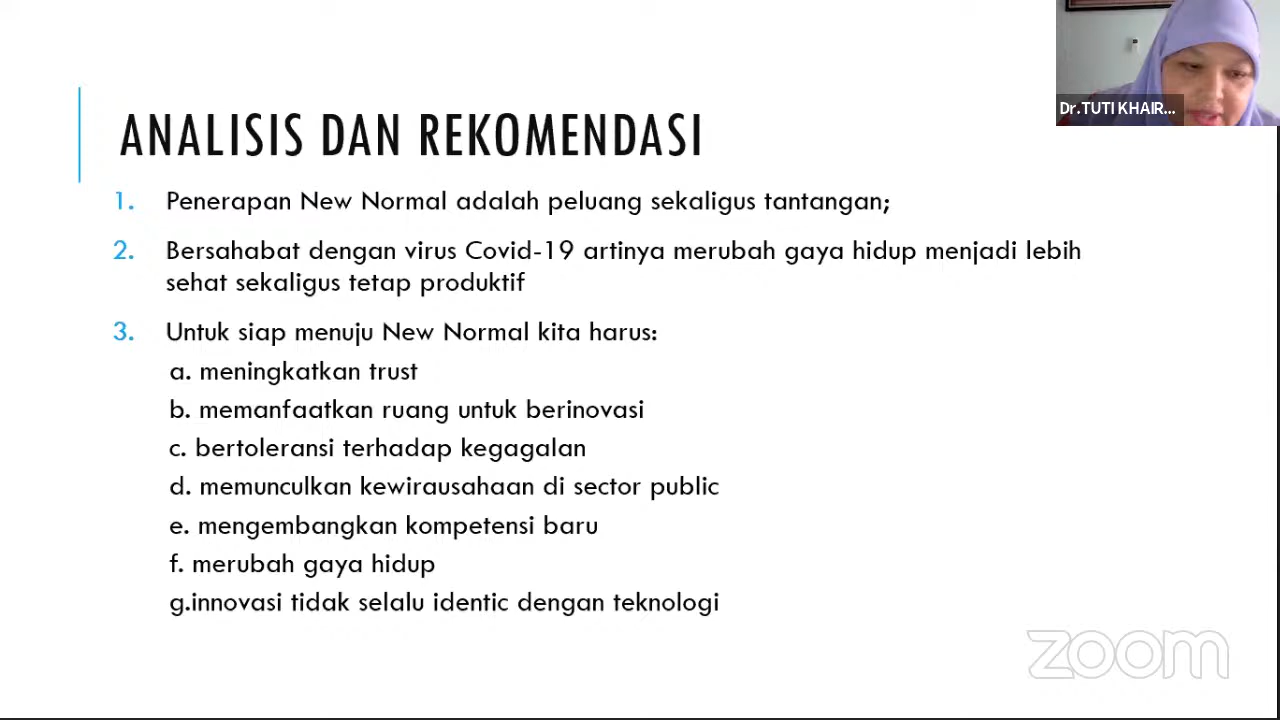 Dr.TUTI KHAIR...
ANALISIS DAN REKOMENDASI
1. Penerapan New Normal adalah peluang sekaligus tantangan;
2. Bersahabat dengan virus Covid-19 artinya merubah gaya hidup menjadi lebih
sehat sekaligus tetap produktif
3. Untuk siap menuju New Normal kita harus:
a. meningkatkan trust
b. memanfaatkan ruang untuk berinovasi
c. bertoleransi terhadap kegagalan
d. memunculkan kewirausahaan di sector public
e. mengembangkan kompetensi baru
f. merubah gaya hidup
g.innovasi tidak selalu identic dengan teknologi
zoom